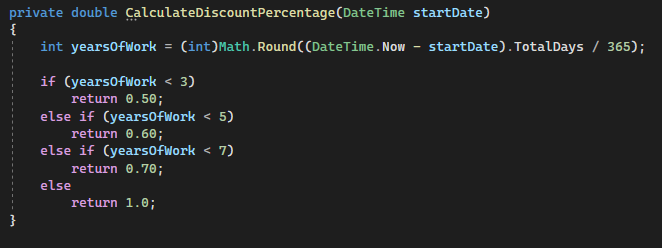 private double CalculateDiscountPercentage(DateTime startDate)
{
    int yearsOfWork = (int)Math.Round((DateTime.Now - startDate).TotalDays / 365);
    if (yearsOfWork < 3)
        return 0.50;
    else if (yearsOfWork < 5)
        return 0.60;
    else if (yearsOfWork < 7)
        return 0.70;
    else
        return 1.0;
}